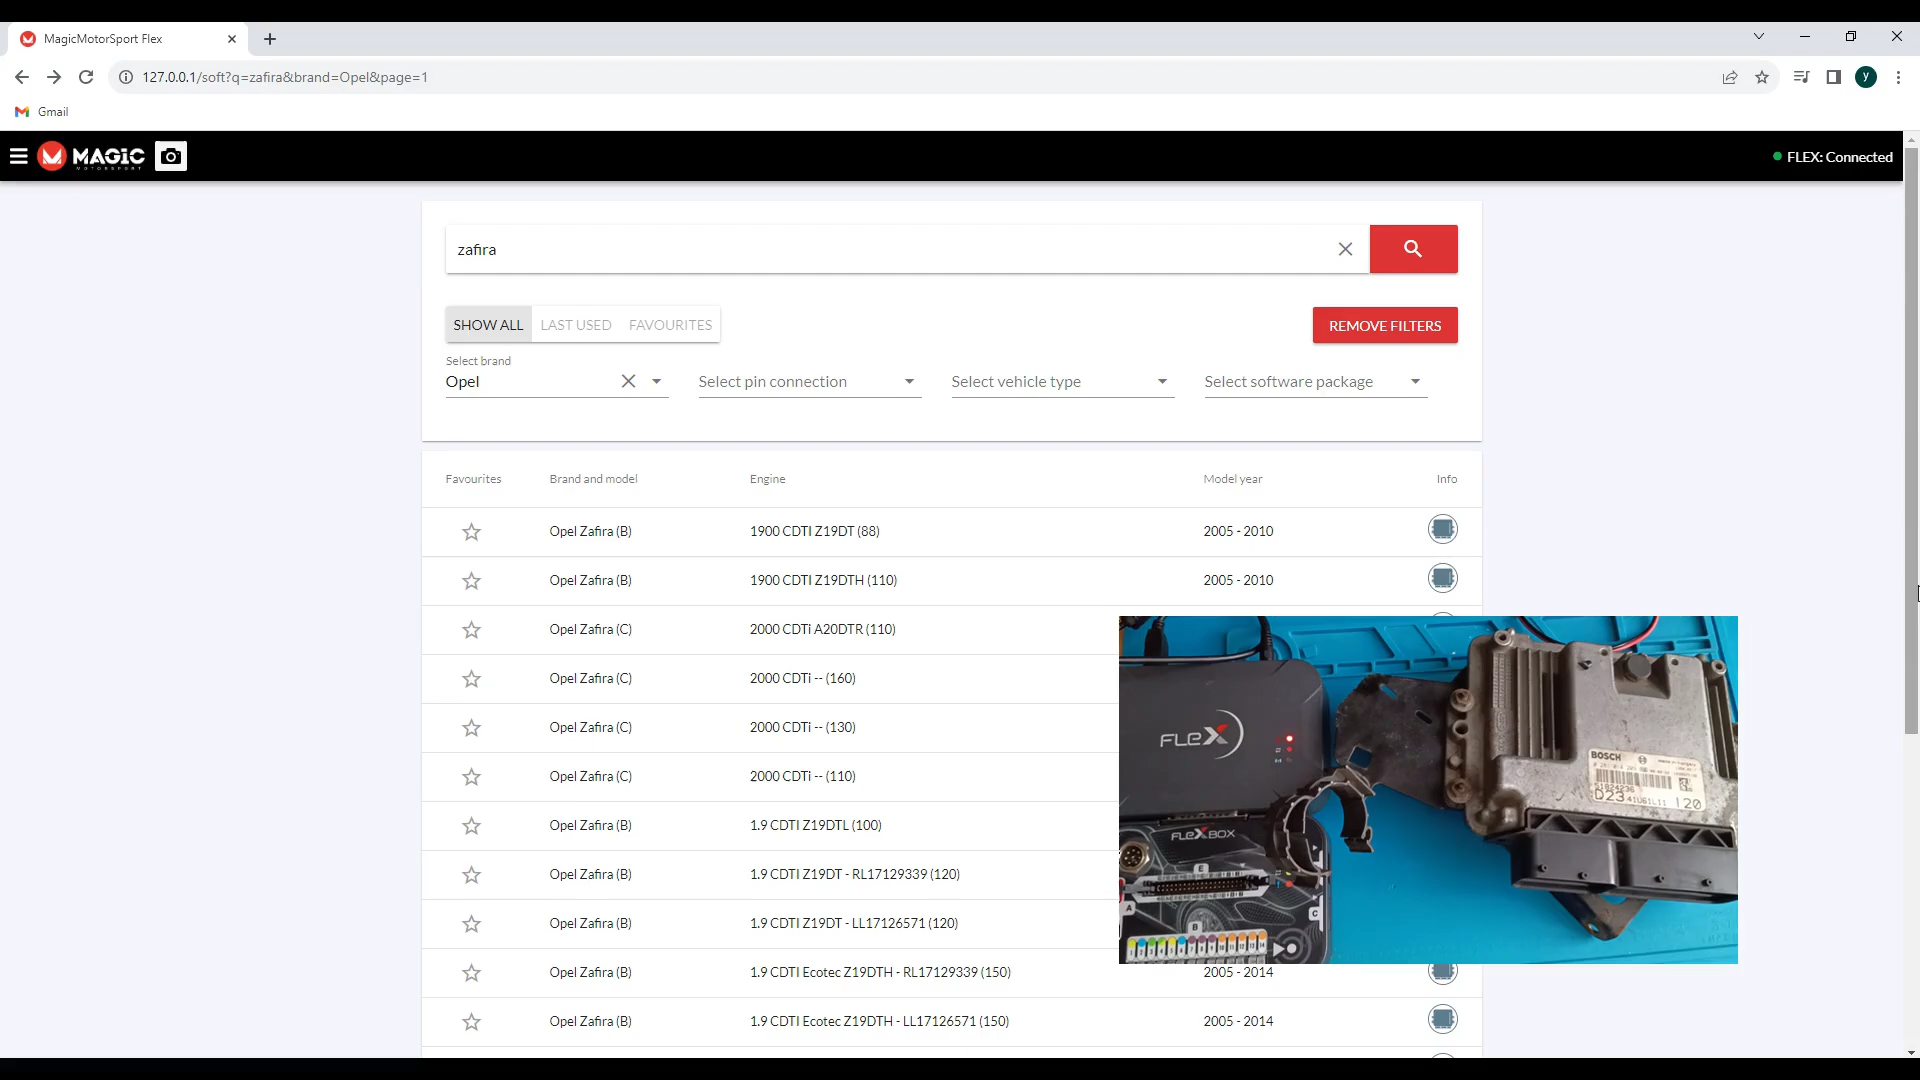 MagicMotorSport Flex
127.0.0.1/soft?q=zafira&brand=Opel&page=1
y
Gmail
MAGIC
MOTORSPORT
FLEX: Connected
zafira
SHOW ALL LAST USED FAVOURITES
REMOVE FILTERS
Select brand
Opel
Select pin connection
Select vehicle type
Select software package
Favourites Brand and model Engine Model year Info
Opel Zafira (B) 1900 CDTI Z19DT (88) 2005 - 2010
Opel Zafira (B) 1900 CDTI Z19DTH (110) 2005 - 2010
Opel Zafira (C) 2000 CDTi A20DTR (110)
Opel Zafira (C) 2000 CDTi -- (160)
Opel Zafira (C) 2000 CDTi -- (130)
Opel Zafira (C) 2000 CDTi -- (110)
Opel Zafira (B) 1.9 CDTI Z19DTL (100)
Opel Zafira (B) 1.9 CDTI Z19DT - RL17129339 (120)
Opel Zafira (B) 1.9 CDTI Z19DT - LL17126571 (120)
Opel Zafira (B) 1.9 CDTI Ecotec Z19DTH - RL17129339 (150) 2005 - 2014
Opel Zafira (B) 1.9 CDTI Ecotec Z19DTH - LL17126571 (150) 2005 - 2014
FLEX
FLEXBOX
E
A
B
C
BOSCH
D23
120